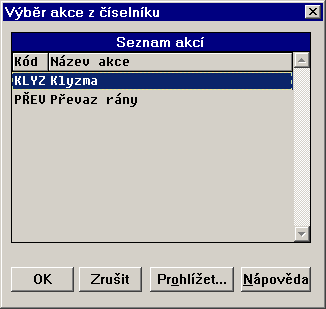 Výběr akce z číselníku
Seznam akcí
Kód Název akce
KLYZ Klyzma
PŘEV Převaz rány
OK Zrušit Prohlížet... Nápověda